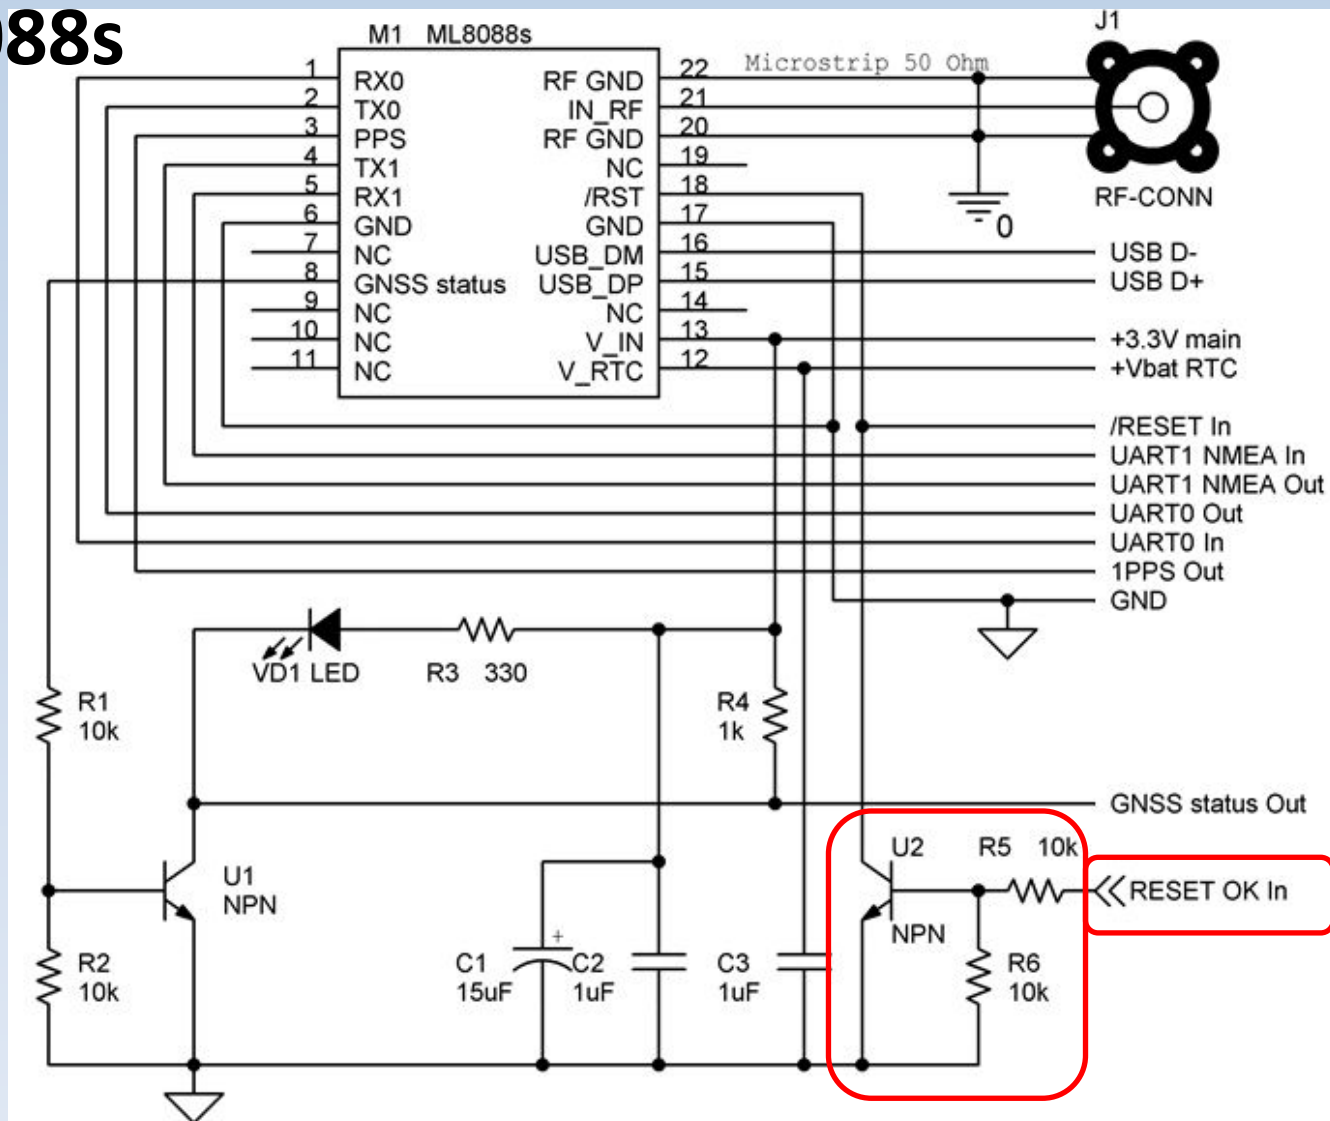 088s
M1 ML8088s
J1
1 RX0 RF GND 22 Microstrip 50 Ohm
2 TX0 IN_RF 21
3 PPS RF GND 20
4 TX1 NC 19
5 RX1 /RST 18
RF-CONN
6 GND GND 17
0
7 NC USB_DM 16 USB D-
8 GNSS status USB_DP 15 USB D+
9 NC NC 14
10 NC V_IN 13 +3.3V main
11 NC V_RTC 12 +Vbat RTC
/RESET In
UART1 NMEA In
UART1 NMEA Out
UART0 Out
UART0 In
1PPS Out
GND
VD1 LED R3 330
R1
10k
R4
1k
GNSS status Out
U2 R5 10k
U1
NPN
RESET OK In
NPN
R2
10k
C1
15uF
+
C2
1uF
C3
1uF
R6
10k